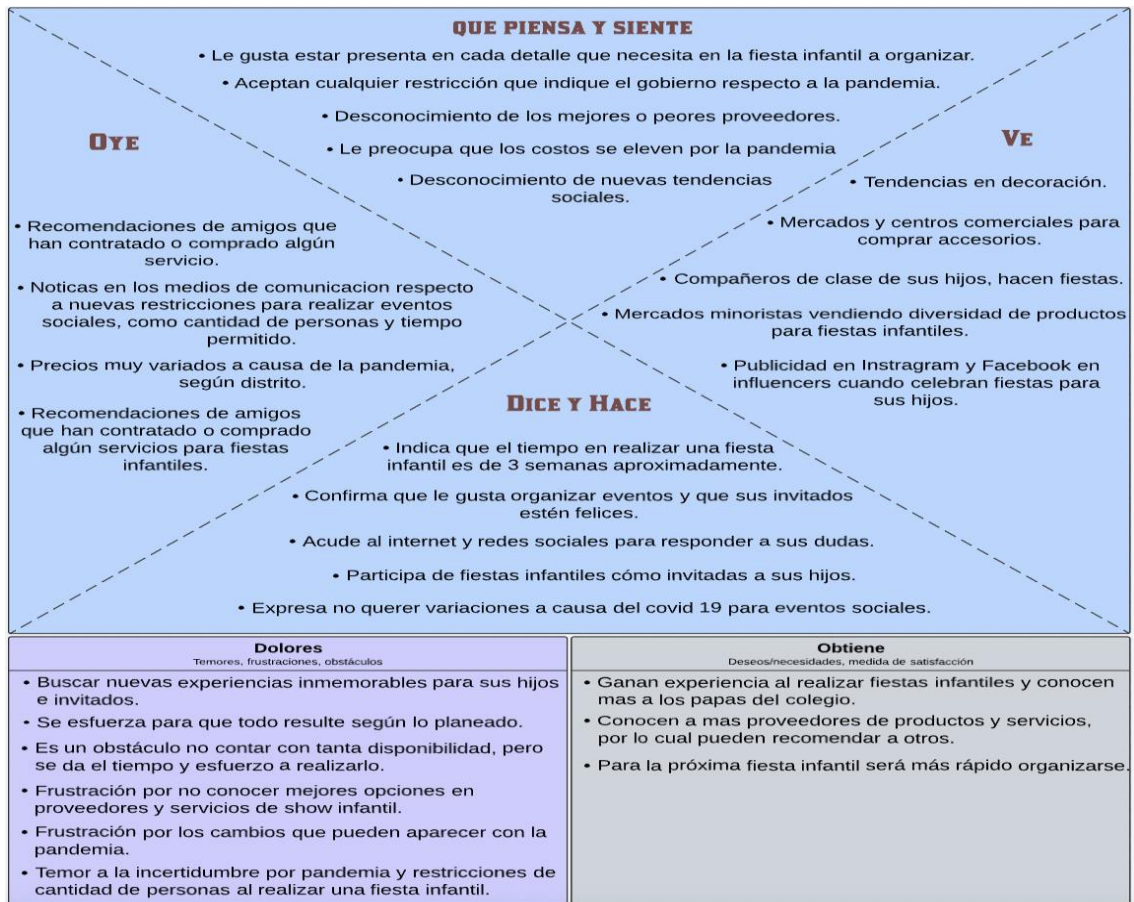 QUE PIENSA Y SIENTE
• Le gusta estar presenta en cada detalle que necesita en la fiesta infantil a organizar.
• Aceptan cualquier restricción que indique el gobierno respecto a la pandemia.
• Desconocimiento de los mejores o peores proveedores.
• Le preocupa que los costos se eleven por la pandemia
• Desconocimiento de nuevas tendencias
sociales.
OYE
• Recomendaciones de amigos que
han contratado o comprado algún
servicio.
• Noticas en los medios de comunicacion respecto
a nuevas restricciones para realizar eventos
sociales, como cantidad de personas y tiempo
permitido.
• Precios muy variados a causa de la pandemia,
según distrito.
• Recomendaciones de amigos
que han contratado o comprado
algún servicios para fiestas
infantiles.
VE
• Tendencias en decoración.
• Mercados y centros comerciales para
comprar accesorios.
• Compañeros de clase de sus hijos, hacen fiestas.
• Mercados minoristas vendiendo diversidad de productos
para fiestas infantiles.
• Publicidad en Instragram y Facebook en
influencers cuando celebran fiestas para
sus hijos.
DICE Y HACE
• Indica que el tiempo en realizar una fiesta
infantil es de 3 semanas aproximadamente.
• Confirma que le gusta organizar eventos y que sus invitados
estén felices.
• Acude al internet y redes sociales para responder a sus dudas.
• Participa de fiestas infantiles cómo invitadas a sus hijos.
• Expresa no querer variaciones a causa del covid 19 para eventos sociales.
Dolores
Temores, frustraciones, obstáculos
• Buscar nuevas experiencias inmemorables para sus hijos
e invitados.
• Se esfuerza para que todo resulte según lo planeado.
• Es un obstáculo no contar con tanta disponibilidad, pero
se da el tiempo y esfuerzo a realizarlo.
• Frustración por no conocer mejores opciones en
proveedores y servicios de show infantil.
• Frustración por los cambios que pueden aparecer con la
pandemia.
• Temor a la incertidumbre por pandemia y restricciones de
cantidad de personas al realizar una fiesta infantil.
Obtiene
Deseos/necesidades, medida de satisfacción
• Ganan experiencia al realizar fiestas infantiles y conocen
mas a los papas del colegio.
• Conocen a mas proveedores de productos y servicios,
por lo cual pueden recomendar a otros.
• Para la próxima fiesta infantil será más rápido organizarse.